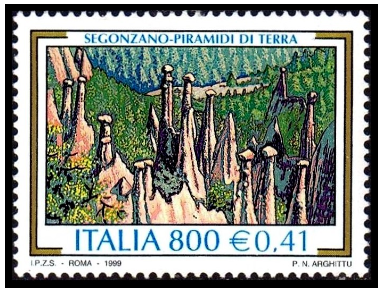 SEGONZANO-PIRAMIDI DI TERRA
ITALIA 800 €0.41
I.P.Z.S. - ROMA - 1999 P. N. ARGHITTU